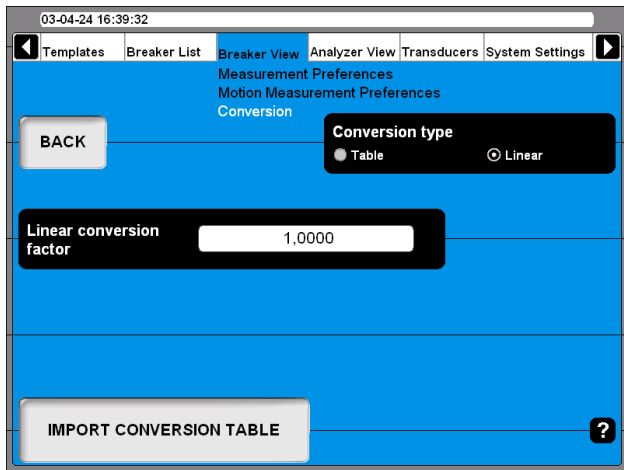 03-04-24 16:39:32
Templates Breaker List Breaker View Analyzer View Transducers System Settings
Measurement Preferences
Motion Measurement Preferences
Conversion
BACK
Conversion type
Table Linear
Linear conversion
factor
1,0000
IMPORT CONVERSION TABLE
?